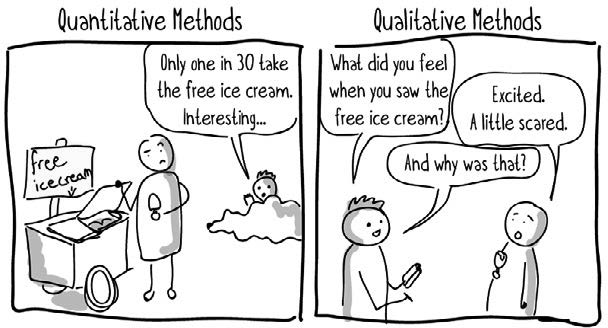 Quantitative Methods
Only one in 30 take
the free ice cream.
Interesting...
free
icecream
Qualitative Methods
What did you feel
when you saw the
free ice cream?
Excited.
A little scared.
And why was that?